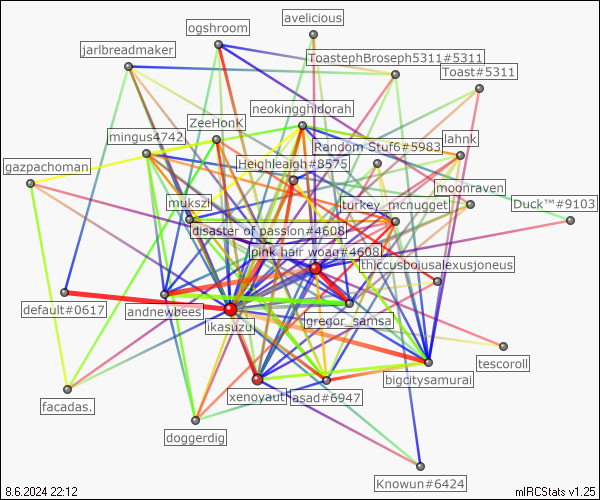 avelicious
ogshroom
jarlbreadmaker
ToastephBroseph5311#5311
Toast#5311
neokingghidorah
ZeeHonK
mingus4742
Random Stuf6#5983
lahnk
Heighleaigh#8575
gazpachoman
moonraven
mukszii
turkey_mcnugget
Duck™#9103
disaster of passion#4608
pink hair woag#4608
thiccusboiusalexusjoneus
default#0617
andnewbees
gregor_samsa
ikasuzu
tescoroll
bigcitysamurai
xenoyaut
asad#6947
facadas.
doggerdig
Knowun#6424
8.6.2024 22:12
mIRCStats v1.25